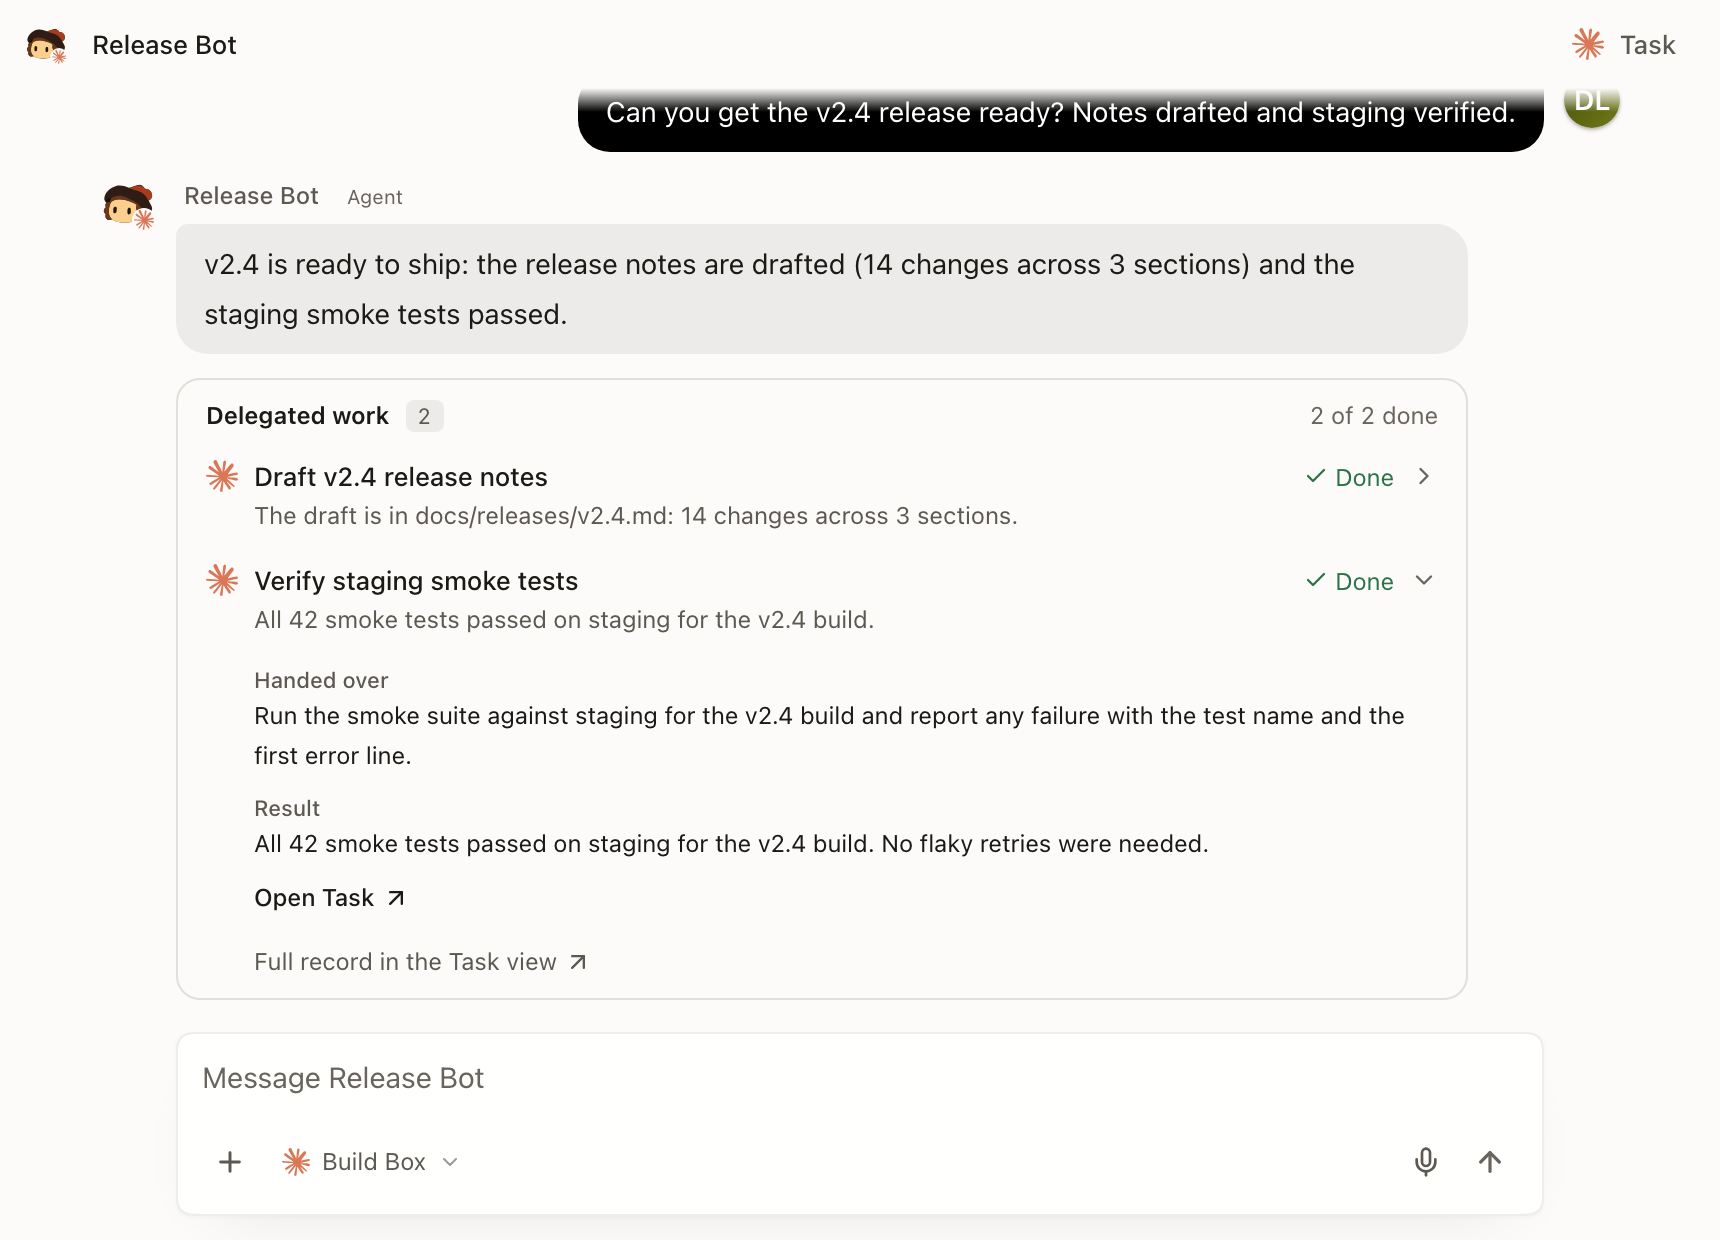 Release Bot
Task
Can you get the v2.4 release ready? Notes drafted and staging verified.
DL
Release Bot Agent
v2.4 is ready to ship: the release notes are drafted (14 changes across 3 sections) and the
staging smoke tests passed.
Delegated work 2
2 of 2 done
Draft v2.4 release notes
Done
The draft is in docs/releases/v2.4.md: 14 changes across 3 sections.
Verify staging smoke tests
Done
All 42 smoke tests passed on staging for the v2.4 build.
Handed over
Run the smoke suite against staging for the v2.4 build and report any failure with the test name and the
first error line.
Result
All 42 smoke tests passed on staging for the v2.4 build. No flaky retries were needed.
Open Task
Full record in the Task view
Message Release Bot
Build Box